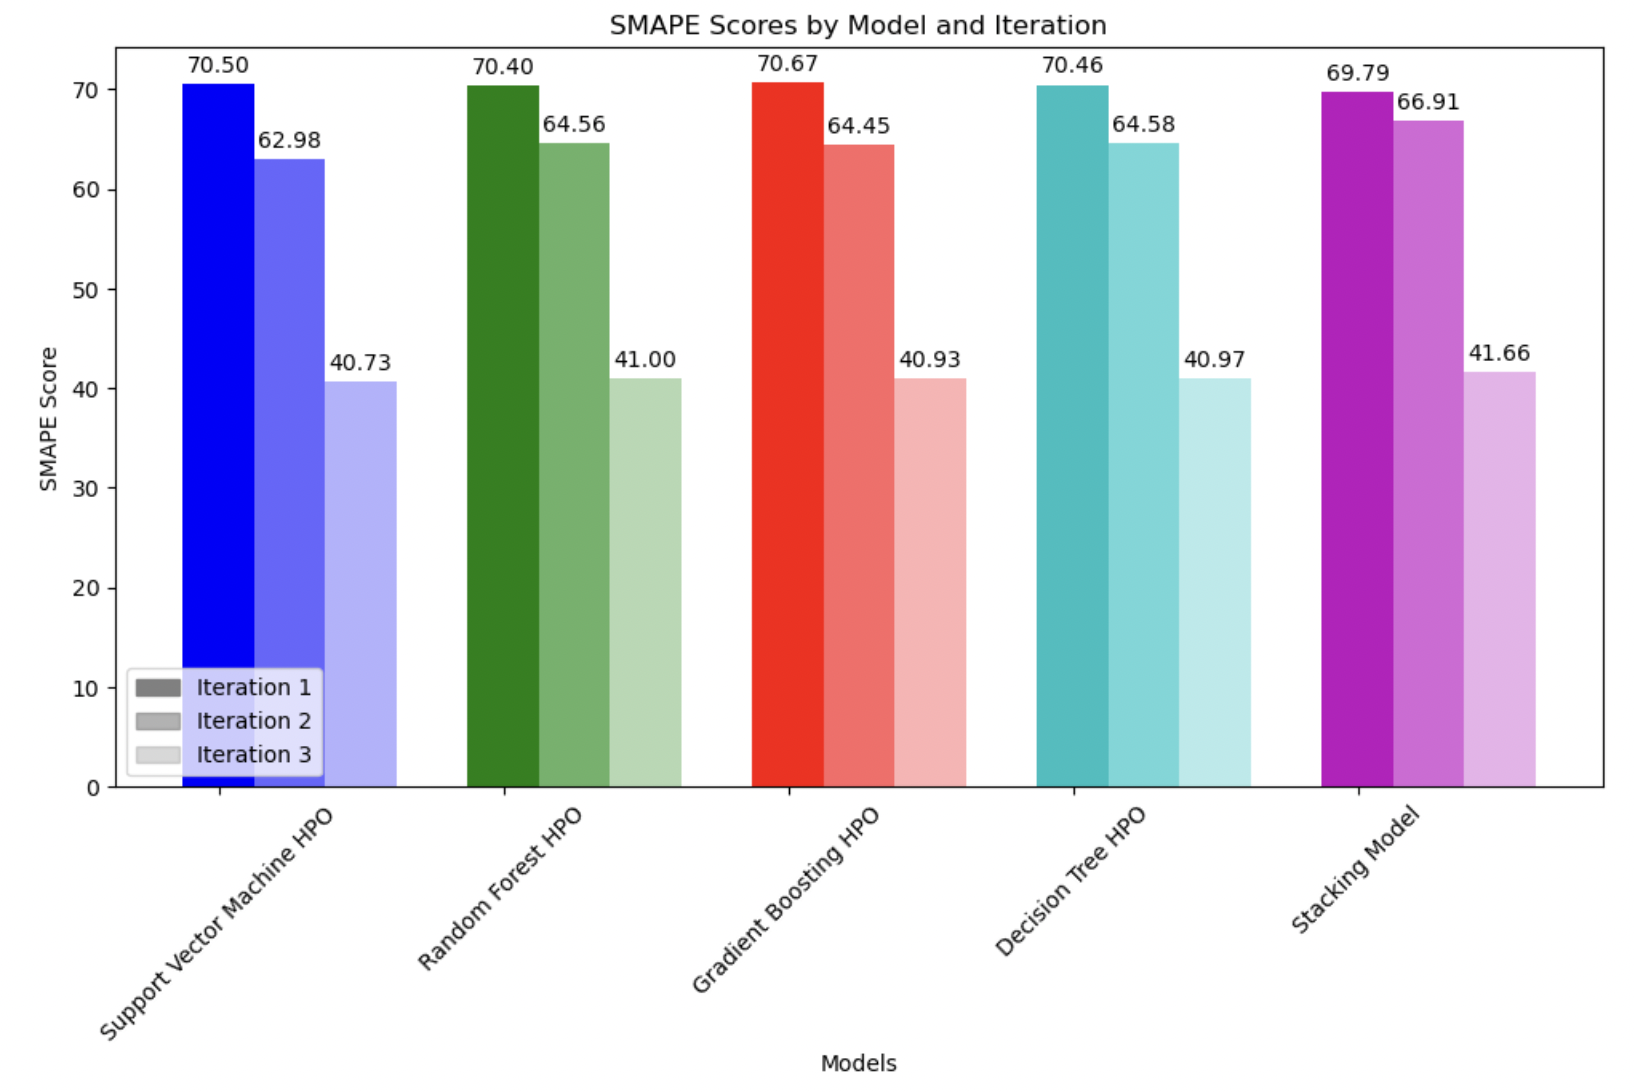 SMAPE Scores by Model and Iteration
70.50
70.40
70.67
70.46
69.79
62.98
64.56
64.45
64.58
66.91
40.73
41.00
40.93
40.97
41.66
SMAPE Score
70
60
50
40
30
20
10
0
Iteration 1
Iteration 2
Iteration 3
Support Vector Machine HPO
Random Forest HPO
Gradient Boosting HPO
Decision Tree HPO
Stacking Model
Models